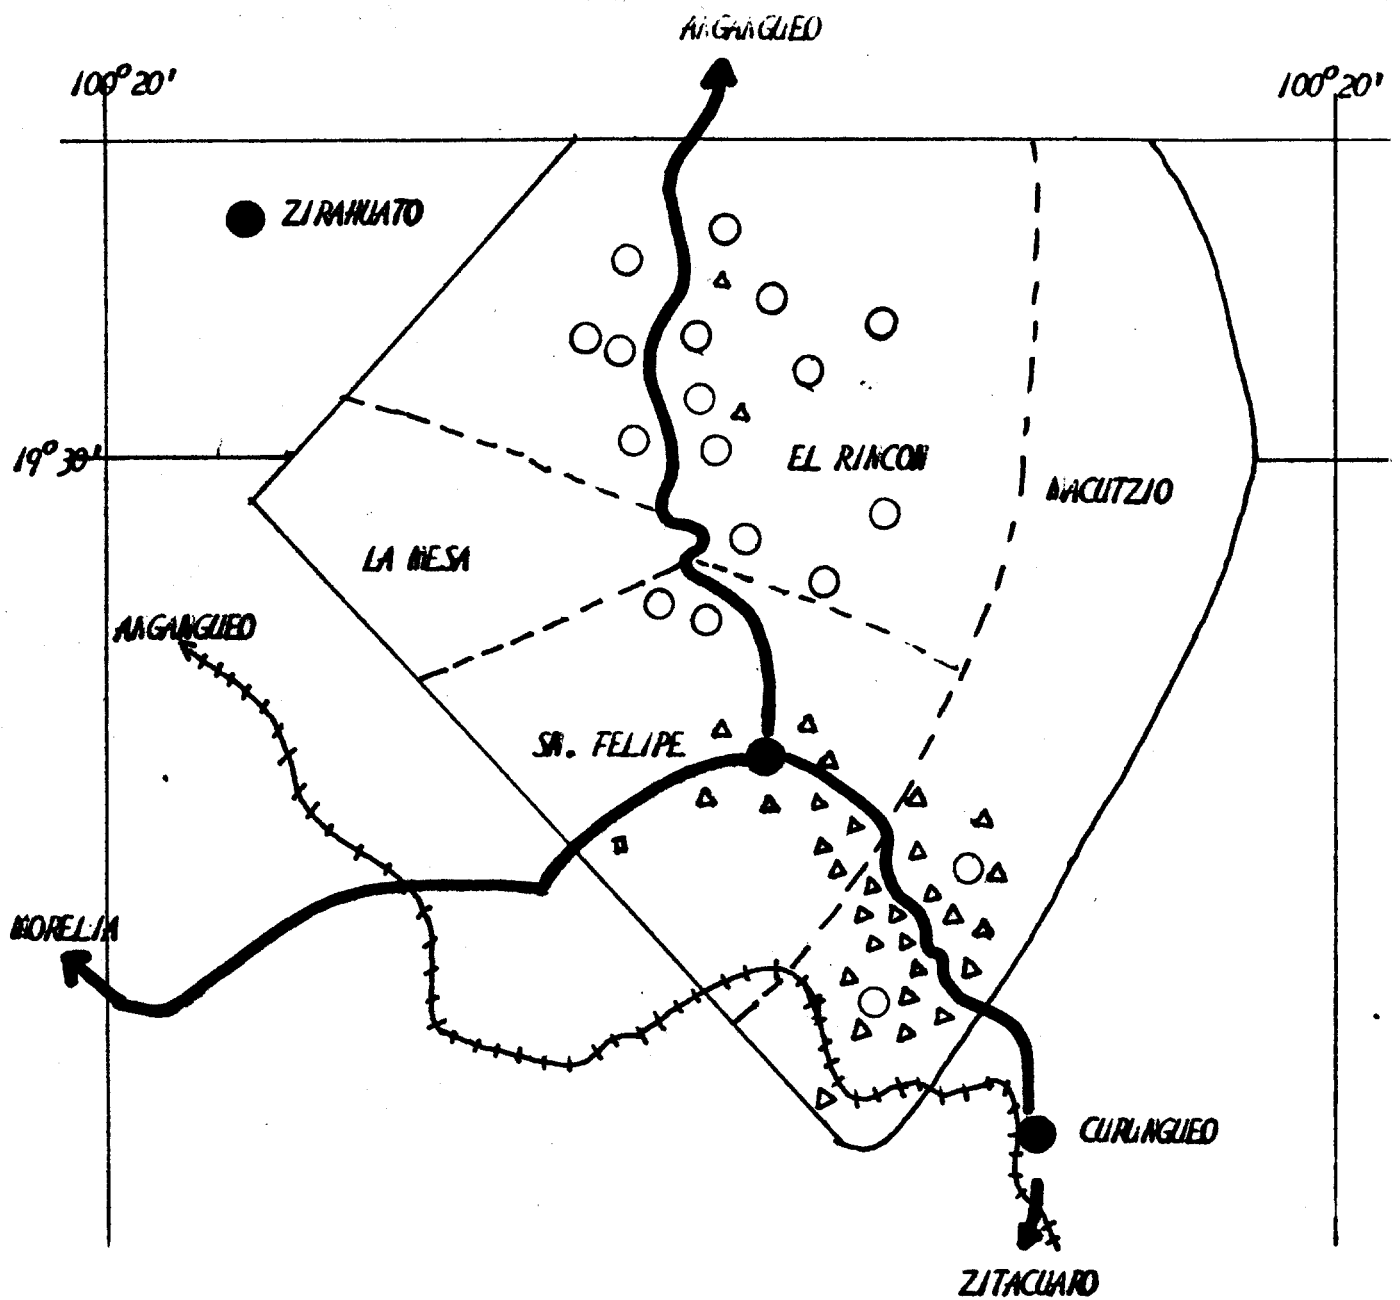 ANGANGUEO
100° 20'
100° 20'
ZIRAHUATO
19° 30'
EL RINCON
MACUTZIO
LA MESA
ANGANGUEO
SN. FELIPE
MORELIA
CURUNGUEO
ZITACUARO